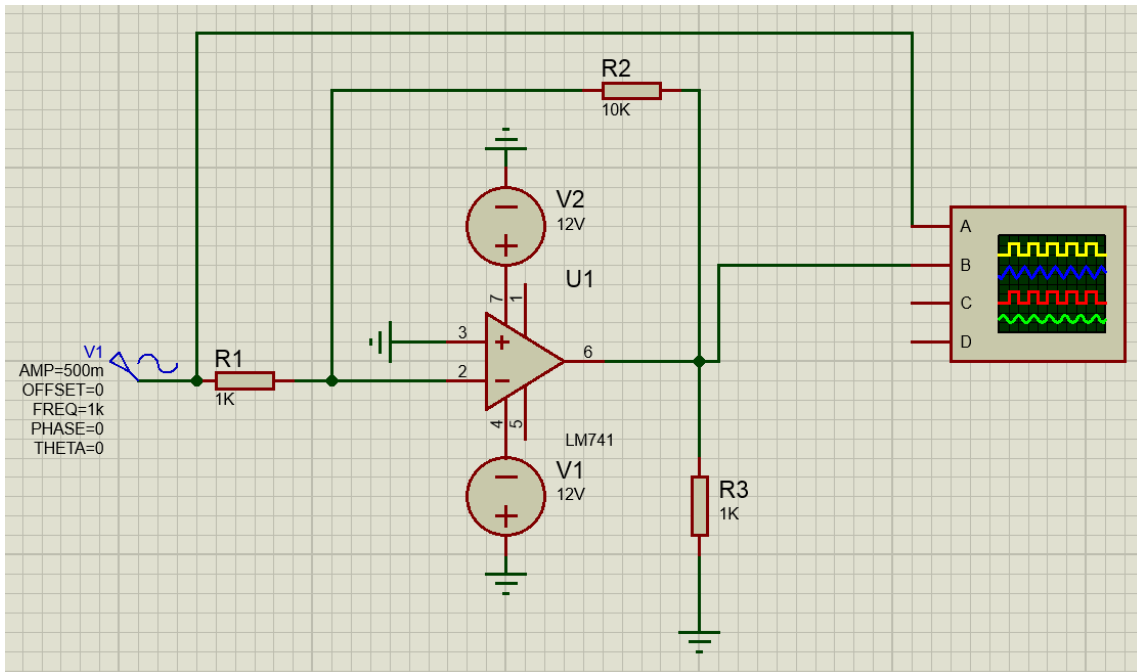 R2
10K
V2
12V
A
U1
B
7
1
C
3
+
6
D
V1
2
AMP=500m
R1
OFFSET=0
1K
FREQ=1k
PHASE=0
4
5
LM741
THETA=0
V1
12V
R3
1K